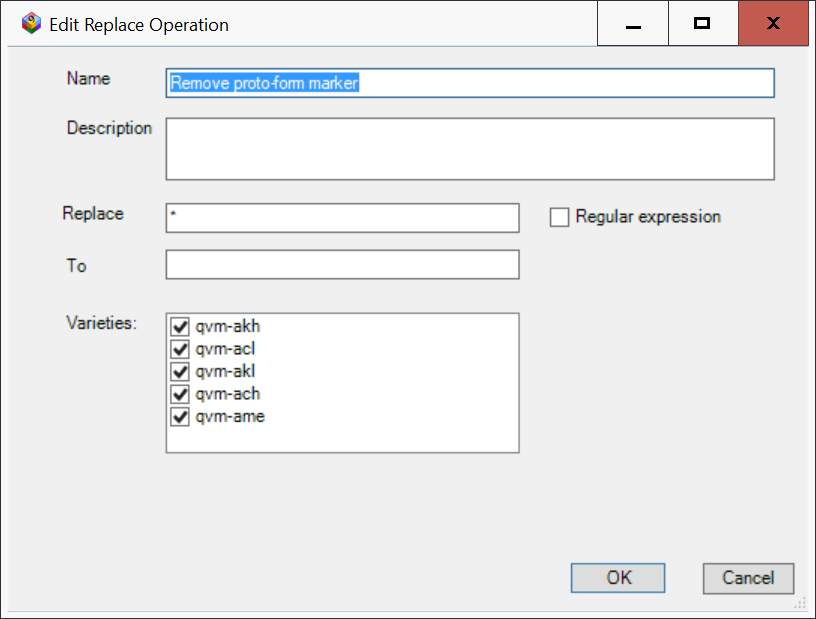 Edit Replace Operation
Name
Remove proto-form marker
Description
Replace
*
Regular expression
To
Varieties:
qvm-akh
qvm-acl
qvm-akl
qvm-ach
qvm-ame
OK
Cancel